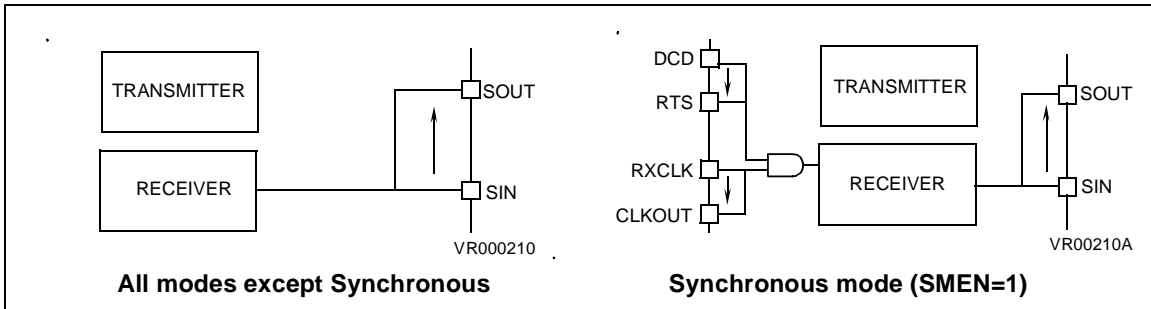 TRANSMITTER
SOUT
RECEIVER
SIN
VR000210
All modes except Synchronous
DCD
TRANSMITTER
RTS
SOUT
RXCLK
RECEIVER
SIN
CLKOUT
VR00210A
Synchronous mode (SMEN=1)